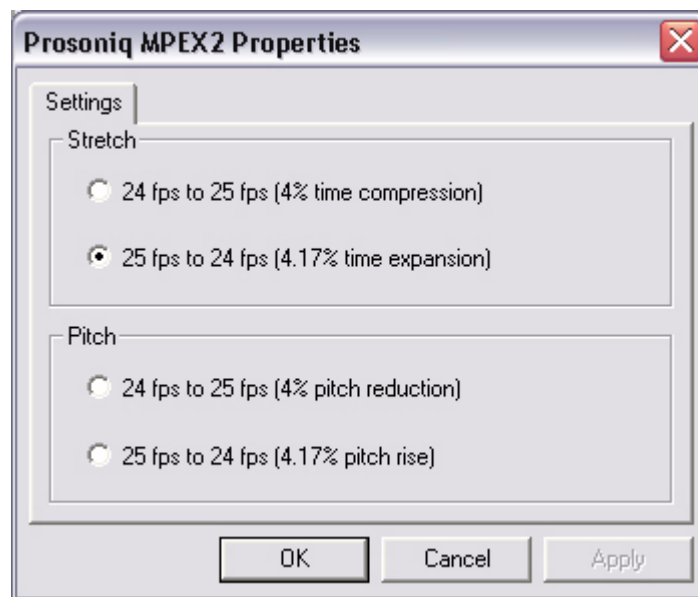 Prosoniq MPEX2 Properties
Settings
Stretch
24 fps to 25 fps (4% time compression)
25 fps to 24 fps (4.17% time expansion)
Pitch
24 fps to 25 fps (4% pitch reduction)
25 fps to 24 fps (4.17% pitch rise)
OK Cancel Apply